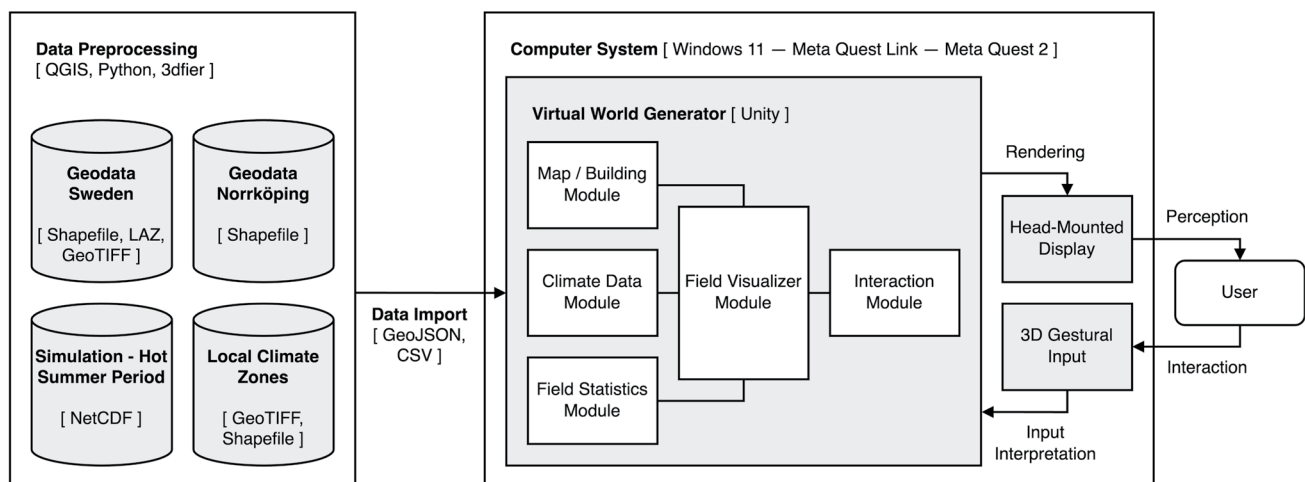 Data Preprocessing
[ QGIS, Python, 3dfier ]
Geodata
Sweden
[ Shapefile, LAZ,
GeoTIFF ]
Geodata
Norrköping
[ Shapefile ]
Simulation - Hot
Summer Period
[ NetCDF ]
Local Climate
Zones
[ GeoTIFF,
Shapefile ]
Data Import
[ GeoJSON,
CSV ]
Computer System [ Windows 11 — Meta Quest Link — Meta Quest 2 ]
Virtual World Generator [ Unity ]
Map / Building
Module
Climate Data
Module
Field Statistics
Module
Field Visualizer
Module
Interaction
Module
Rendering
Head-Mounted
Display
Perception
User
Interaction
3D Gestural
Input
Input
Interpretation